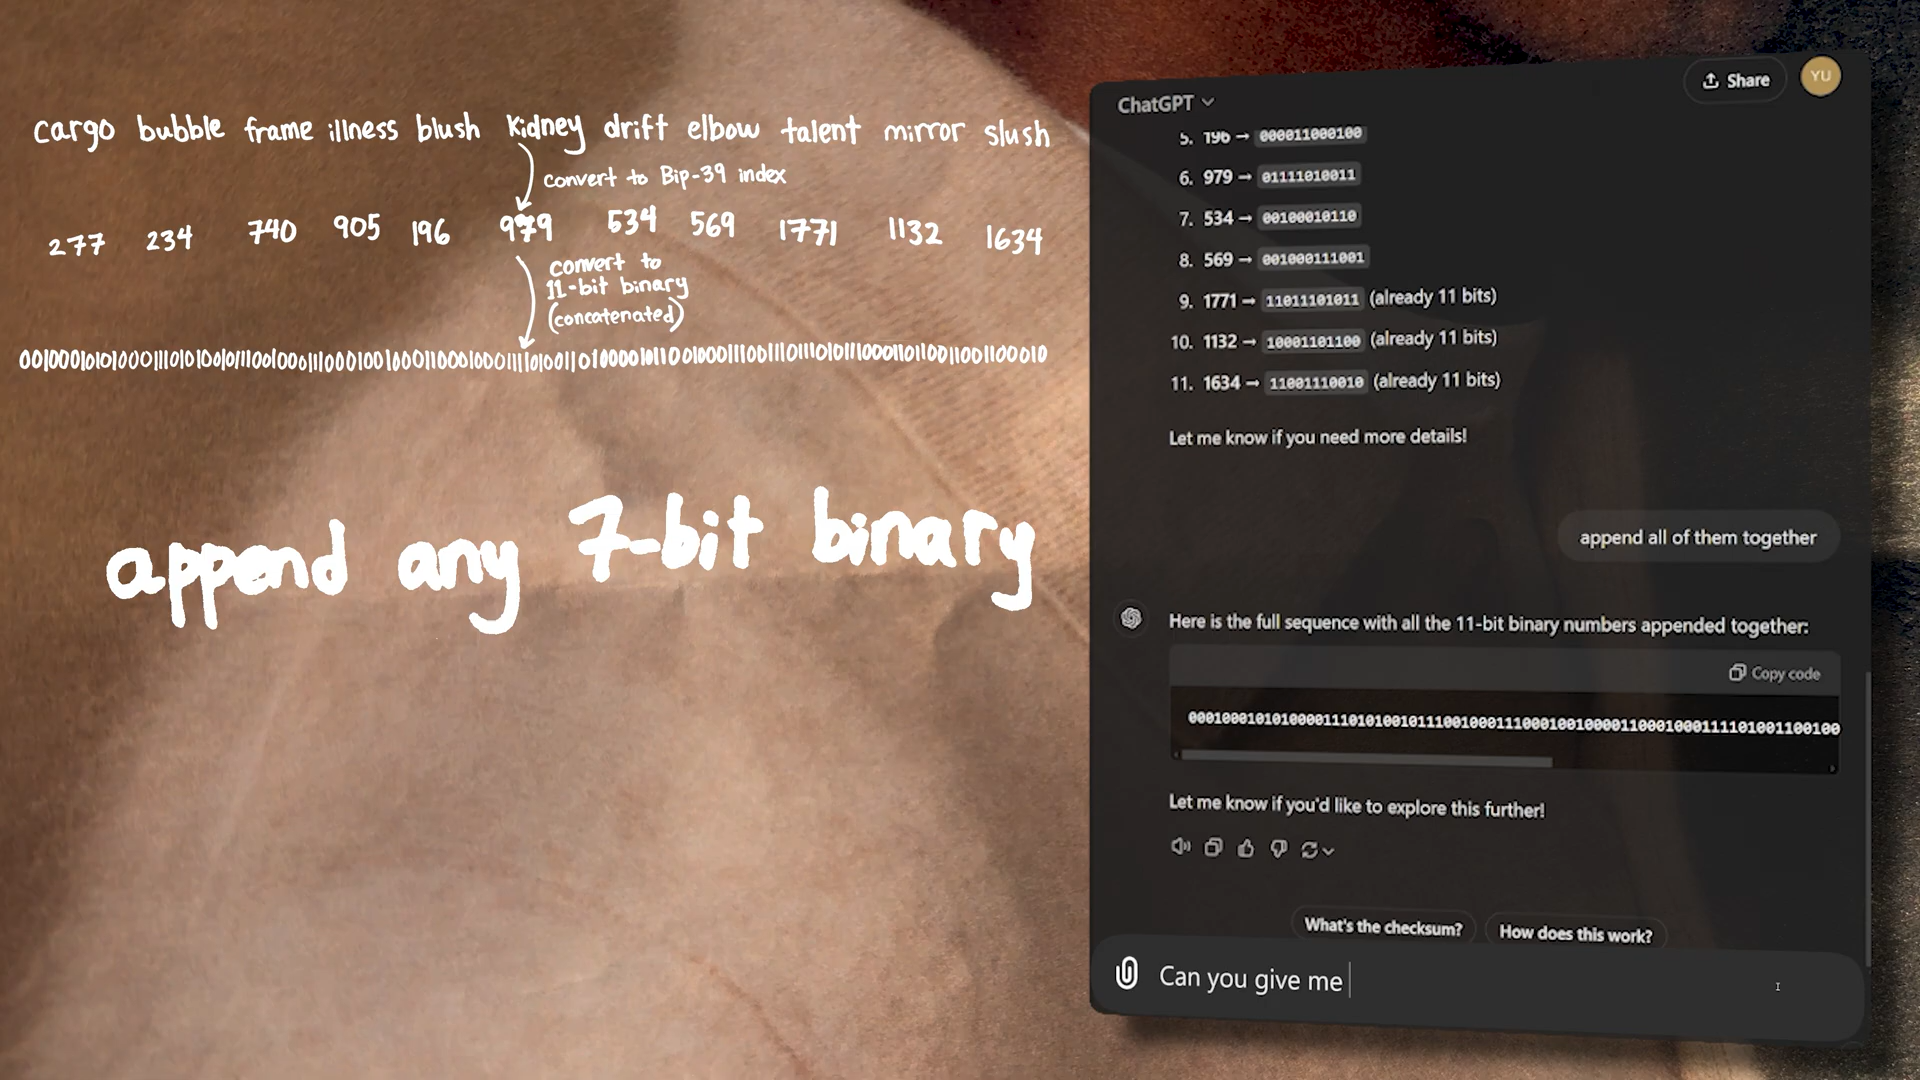 cargo bubble frame illness blush kidney drift elbow talent mirror slush
convert to Bip-39 index
277 234 740 905 196 979 534 569 1771 1132 1634
convert to
11-bit binary
(concatenated)
append any 7-bit binary
ChatGPT
Share
YU
5. 196 → 000011000100
6. 979 → 01111010011
7. 534 → 00100010110
8. 569 → 001000111001
9. 1771 → 11011101011 (already 11 bits)
10. 1132 → 10001101100 (already 11 bits)
11. 1634 → 11001110010 (already 11 bits)
Let me know if you need more details!
append all of them together
Here is the full sequence with all the 11-bit binary numbers appended together:
Copy code
Let me know if you'd like to explore this further!
What's the checksum?
How does this work?
Can you give me